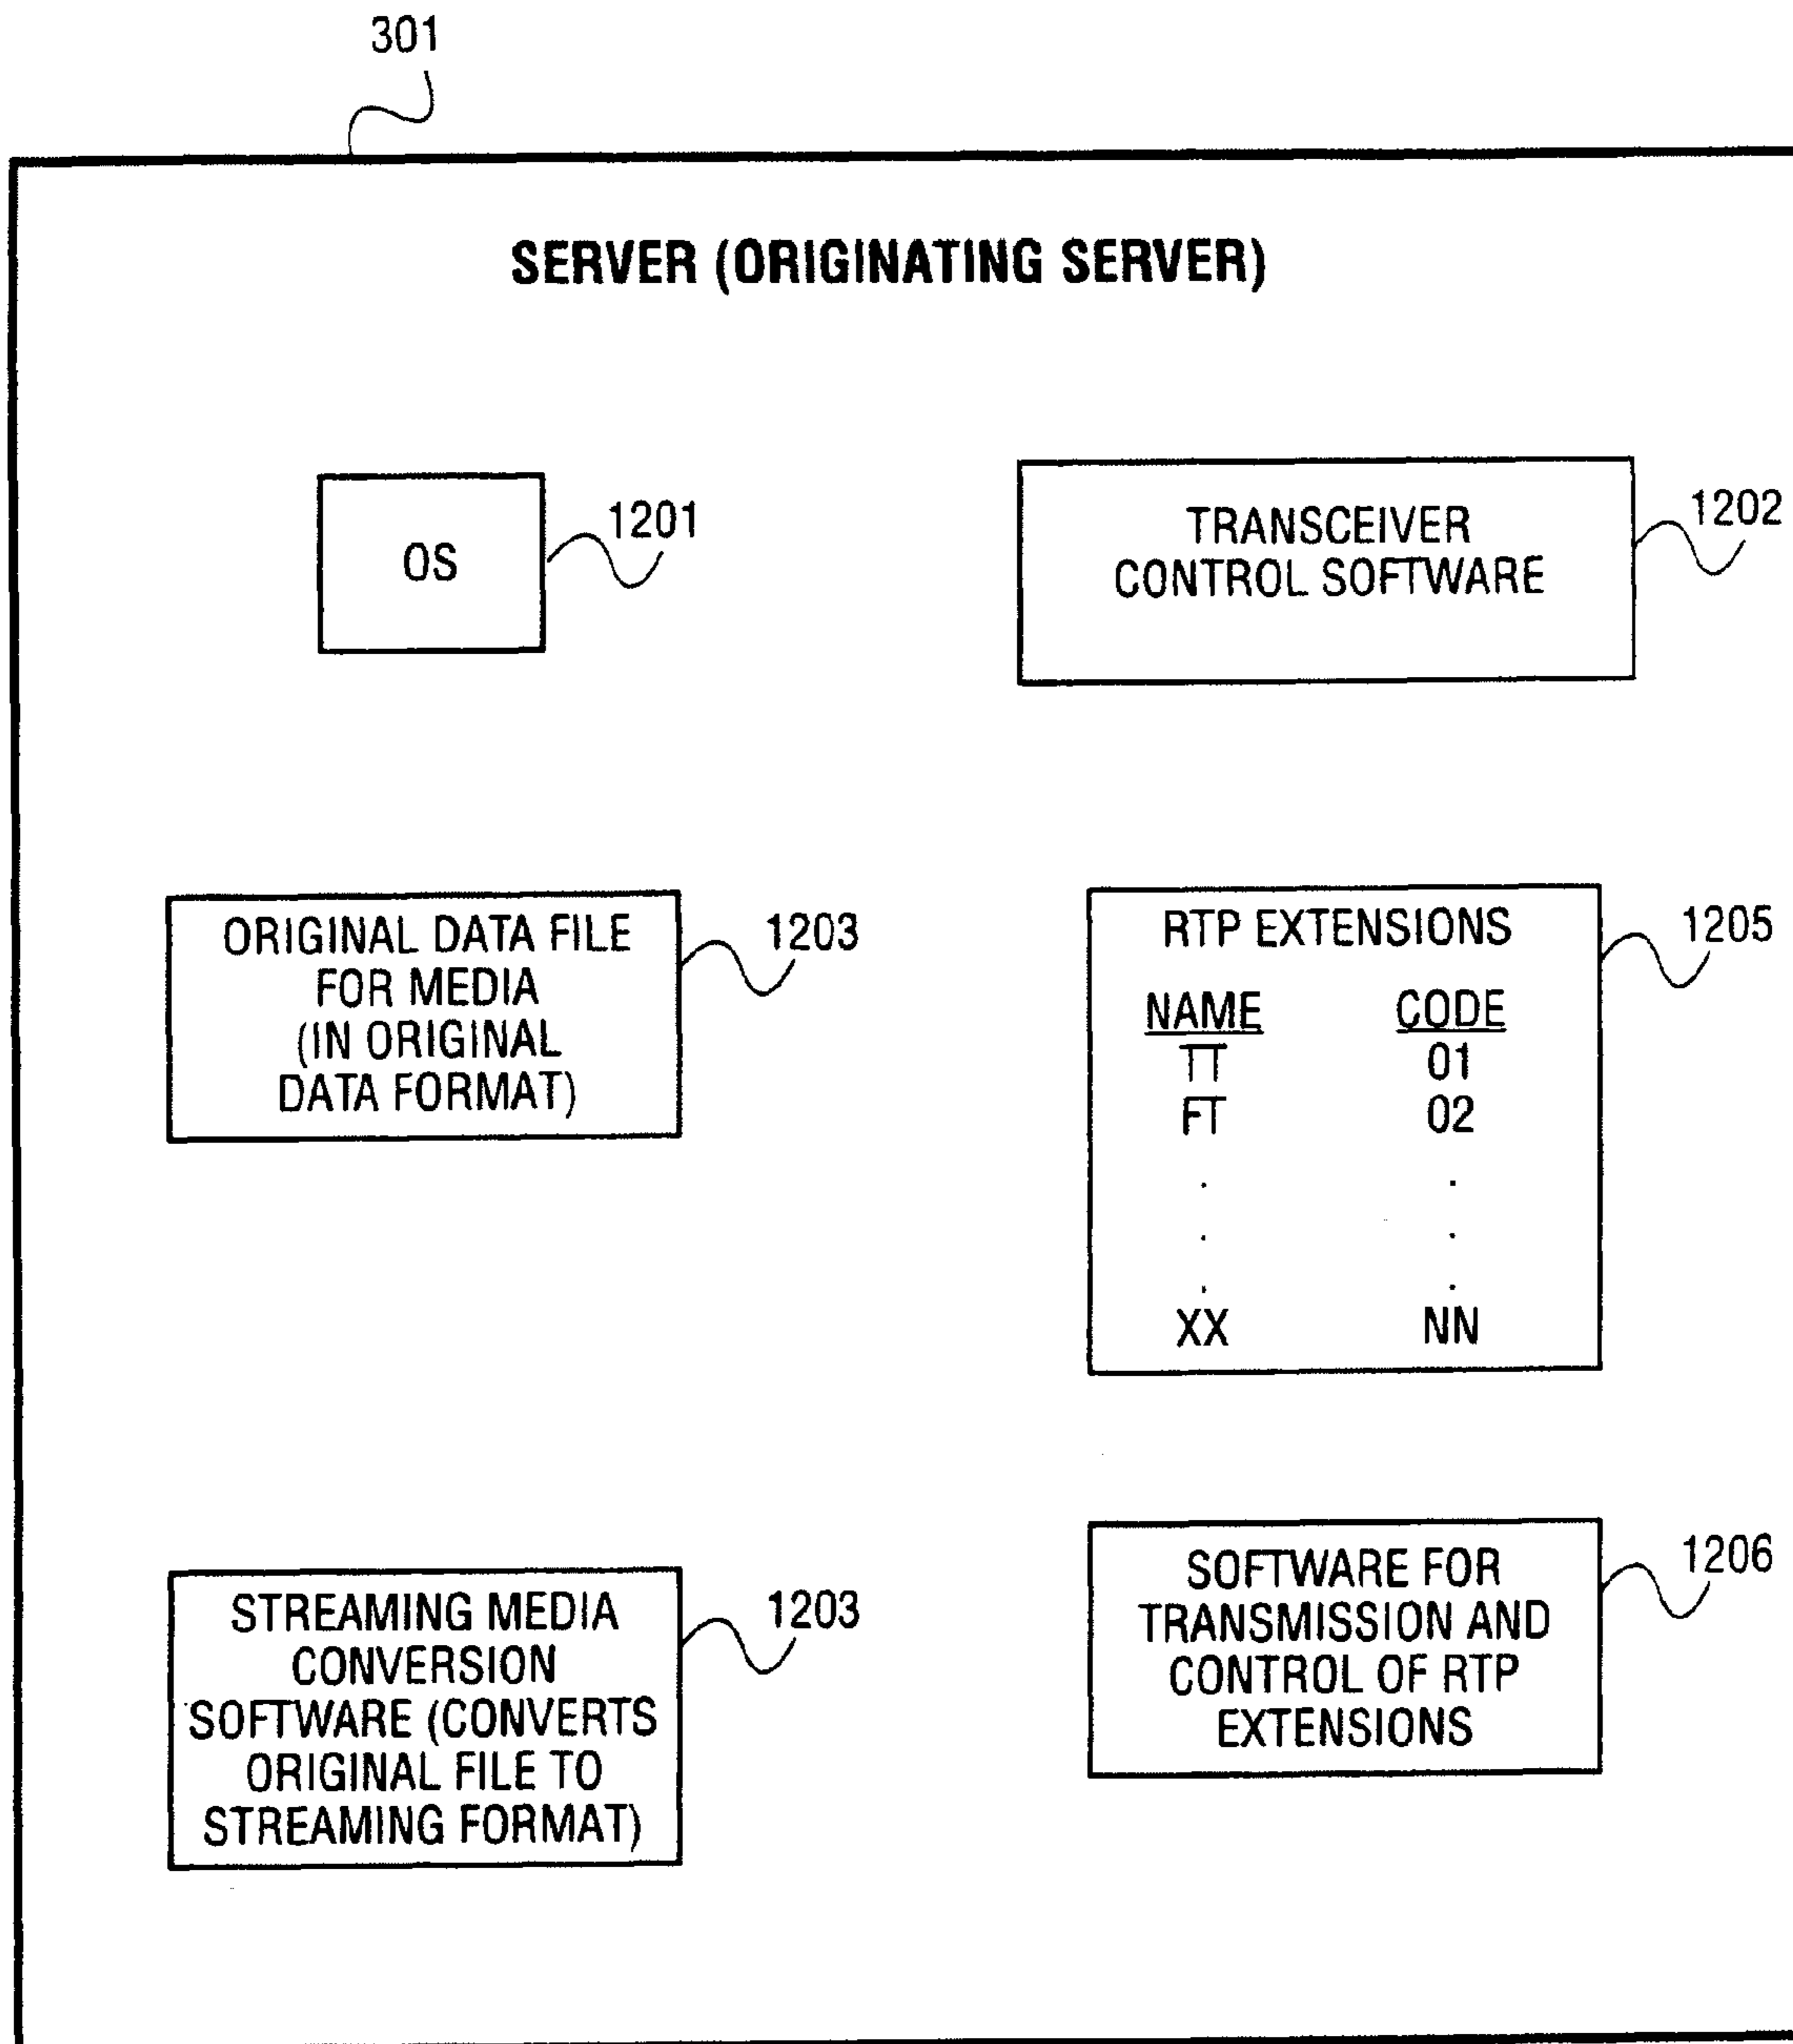 301
SERVER (ORIGINATING SERVER)
OS
1201
TRANSCEIVER
CONTROL SOFTWARE
1202
ORIGINAL DATA FILE
FOR MEDIA
(IN ORIGINAL
DATA FORMAT)
1203
RTP EXTENSIONS
NAME CODE
TT 01
FT 02
. .
. .
. .
XX NN
1205
STREAMING MEDIA
CONVERSION
SOFTWARE (CONVERTS
ORIGINAL FILE TO
STREAMING FORMAT)
1203
SOFTWARE FOR
TRANSMISSION AND
CONTROL OF RTP
EXTENSIONS
1206